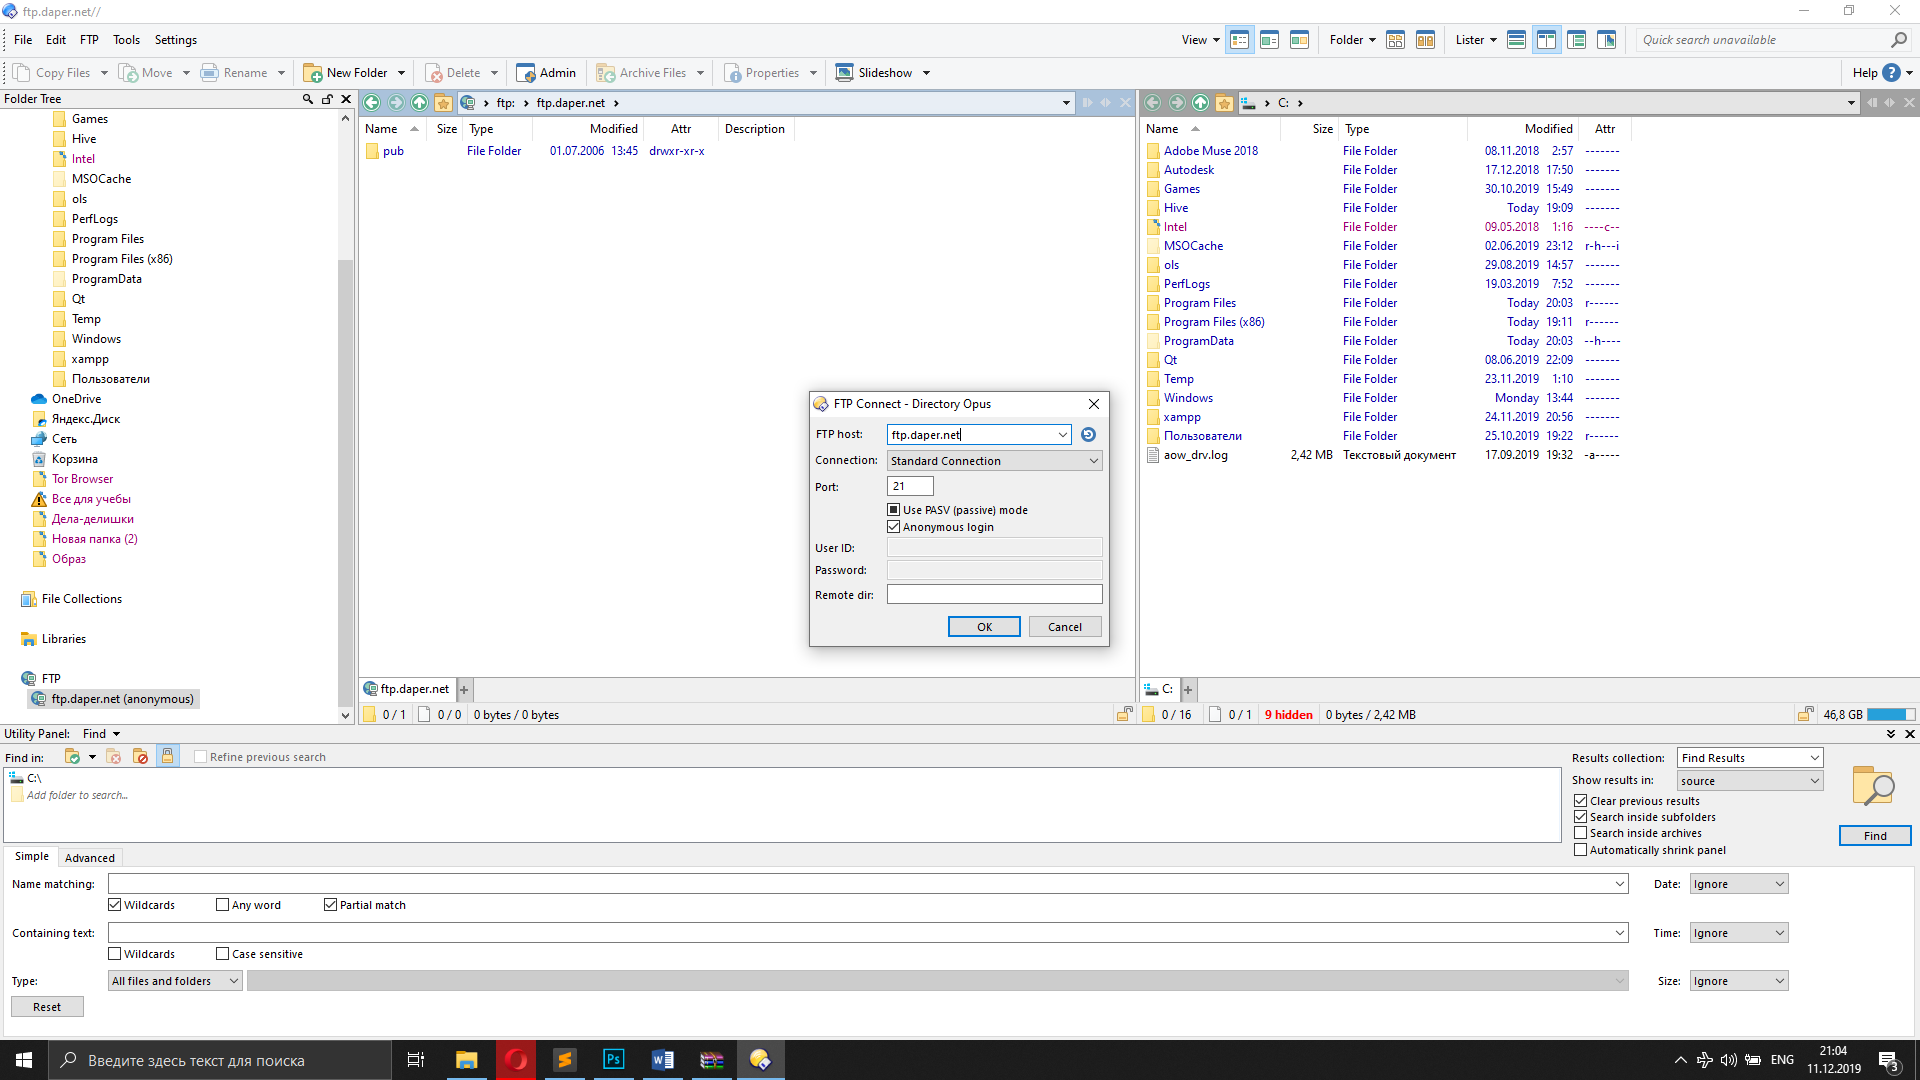 ftp.daper.net//
File Edit FTP Tools Settings
View Folder Lister Quick search unavailable
Copy Files Move Rename New Folder Delete Admin Archive Files Properties Slideshow Help
Folder Tree
Games
Hive
Intel
MSOCache
ols
PerfLogs
Program Files
Program Files (x86)
ProgramData
Qt
Temp
Windows
xampp
Пользователи
OneDrive
Яндекс.Диск
Сеть
Корзина
Tor Browser
Все для учебы
Дела-делишки
Новая папка (2)
Образ
File Collections
Libraries
FTP
ftp.daper.net (anonymous)
ftp: ftp.daper.net
Name Size Type Modified Attr Description
pub File Folder 01.07.2006 13:45 drwxr-xr-x
ftp.daper.net +
0 / 1 0 / 0 0 bytes / 0 bytes
C:
Name Size Type Modified Attr
Adobe Muse 2018 File Folder 08.11.2018 2:57 -------
Autodesk File Folder 17.12.2018 17:50 -------
Games File Folder 30.10.2019 15:49 -------
Hive File Folder Today 19:09 -------
Intel File Folder 09.05.2018 1:16 ----c--
MSOCache File Folder 02.06.2019 23:12 r-h---i
ols File Folder 29.08.2019 14:57 -------
PerfLogs File Folder 19.03.2019 7:52 -------
Program Files File Folder Today 20:03 r------
Program Files (x86) File Folder Today 19:11 r------
ProgramData File Folder Today 20:03 --h----
Qt File Folder 08.06.2019 22:09 -------
Temp File Folder 23.11.2019 1:10 -------
Windows File Folder Monday 13:44 -------
xampp File Folder 24.11.2019 20:56 -------
Пользователи File Folder 25.10.2019 19:22 r------
aow_drv.log 2,42 MB Текстовый документ 17.09.2019 19:32 -a-----
C: +
0 / 16 0 / 1 9 hidden 0 bytes / 2,42 MB 46,8 GB
FTP Connect - Directory Opus
FTP host: ftp.daper.net
Connection: Standard Connection
Port: 21
Use PASV (passive) mode
Anonymous login
User ID:
Password:
Remote dir:
OK Cancel
Utility Panel: Find
Find in: Refine previous search
C:\
Add folder to search...
Results collection: Find Results
Show results in: source
Clear previous results
Search inside subfolders
Search inside archives
Automatically shrink panel
Find
Simple Advanced
Name matching: Date: Ignore
Wildcards Any word Partial match
Containing text: Time: Ignore
Wildcards Case sensitive
Type: All files and folders Size: Ignore
Reset
Введите здесь текст для поиска
Ps
ENG
21:04
11.12.2019
3